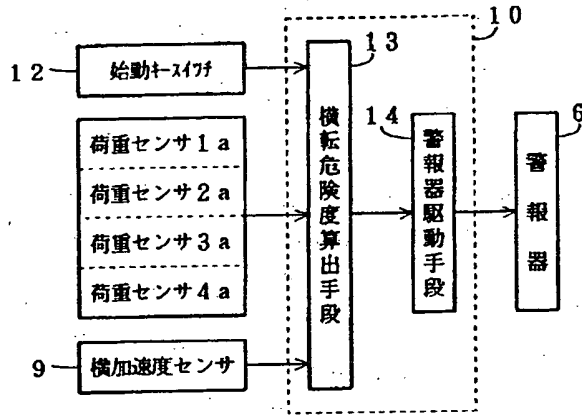 10
13
12
始動キースイッチ
荷重センサ1a
荷重センサ2a
荷重センサ3a
荷重センサ4a
9
横加速度センサ
横転危険度算出手段
14
警報器駆動手段
6
警報器